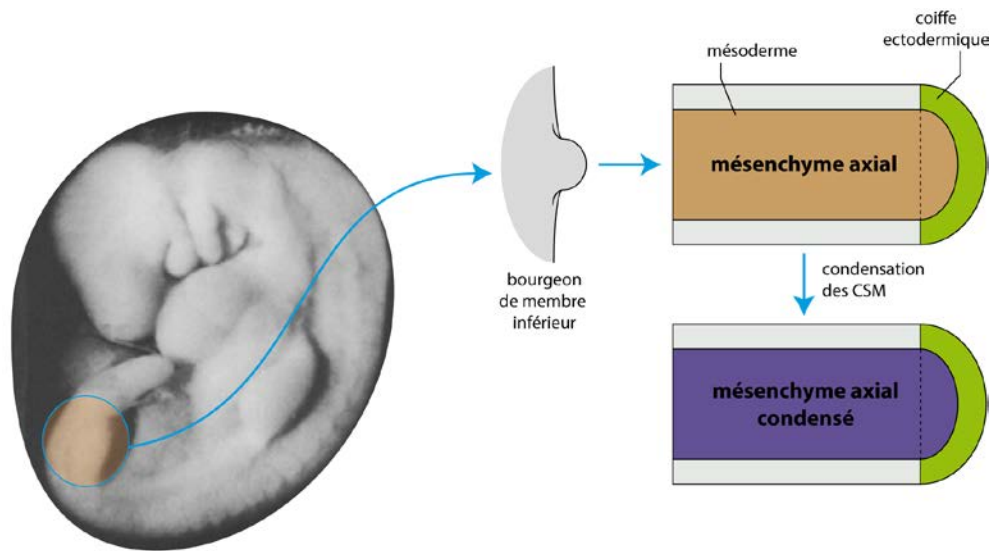 coiffe
ectodermique
mésoderme
mésenchyme axial
bourgeon
de membre
inférieur
condensation
des CSM
mésenchyme axial
condensé